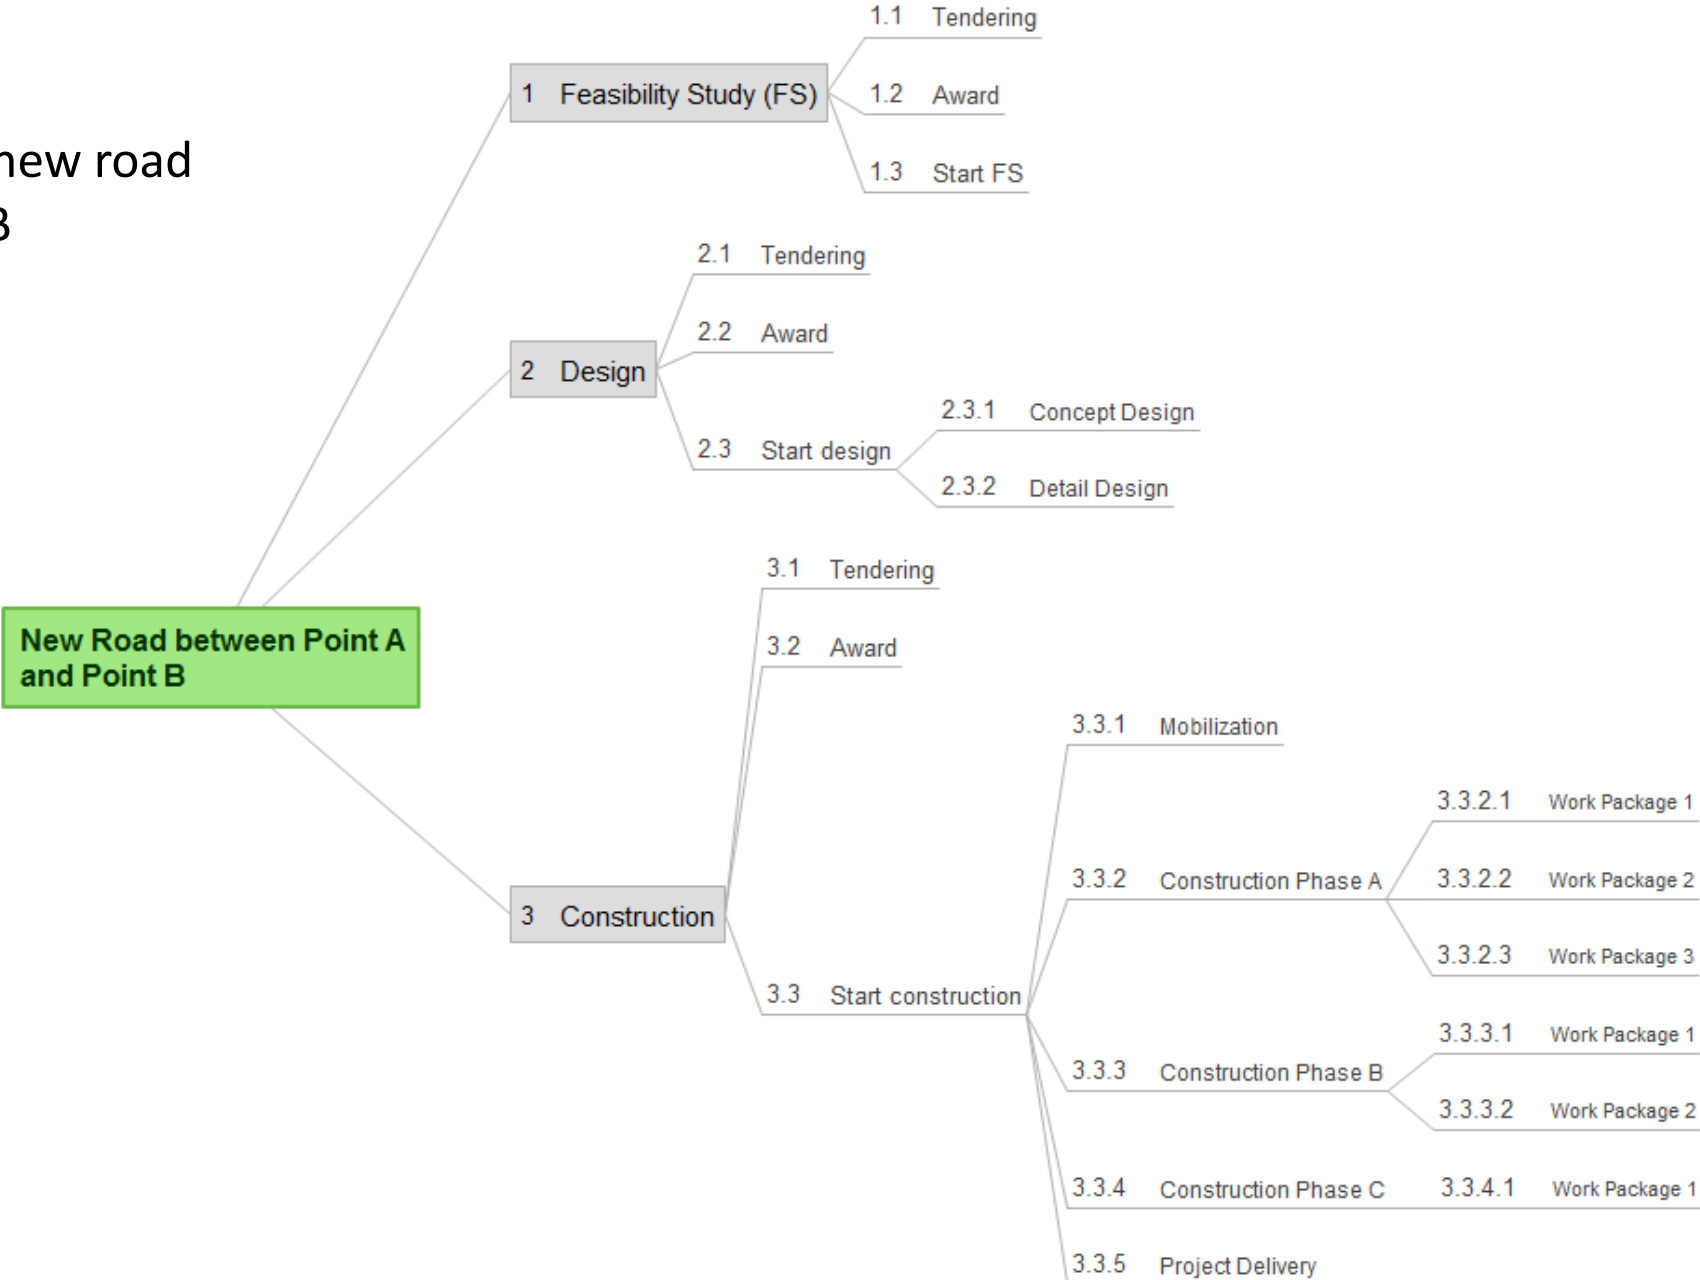 new road
B
1 Feasibility Study (FS)
1.1 Tendering
1.2 Award
1.3 Start FS
2 Design
2.1 Tendering
2.2 Award
2.3 Start design
2.3.1 Concept Design
2.3.2 Detail Design
New Road between Point A
and Point B
3 Construction
3.1 Tendering
3.2 Award
3.3 Start construction
3.3.1 Mobilization
3.3.2 Construction Phase A
3.3.2.1 Work Package 1
3.3.2.2 Work Package 2
3.3.2.3 Work Package 3
3.3.3 Construction Phase B
3.3.3.1 Work Package 1
3.3.3.2 Work Package 2
3.3.4 Construction Phase C
3.3.4.1 Work Package 1
3.3.5 Project Delivery